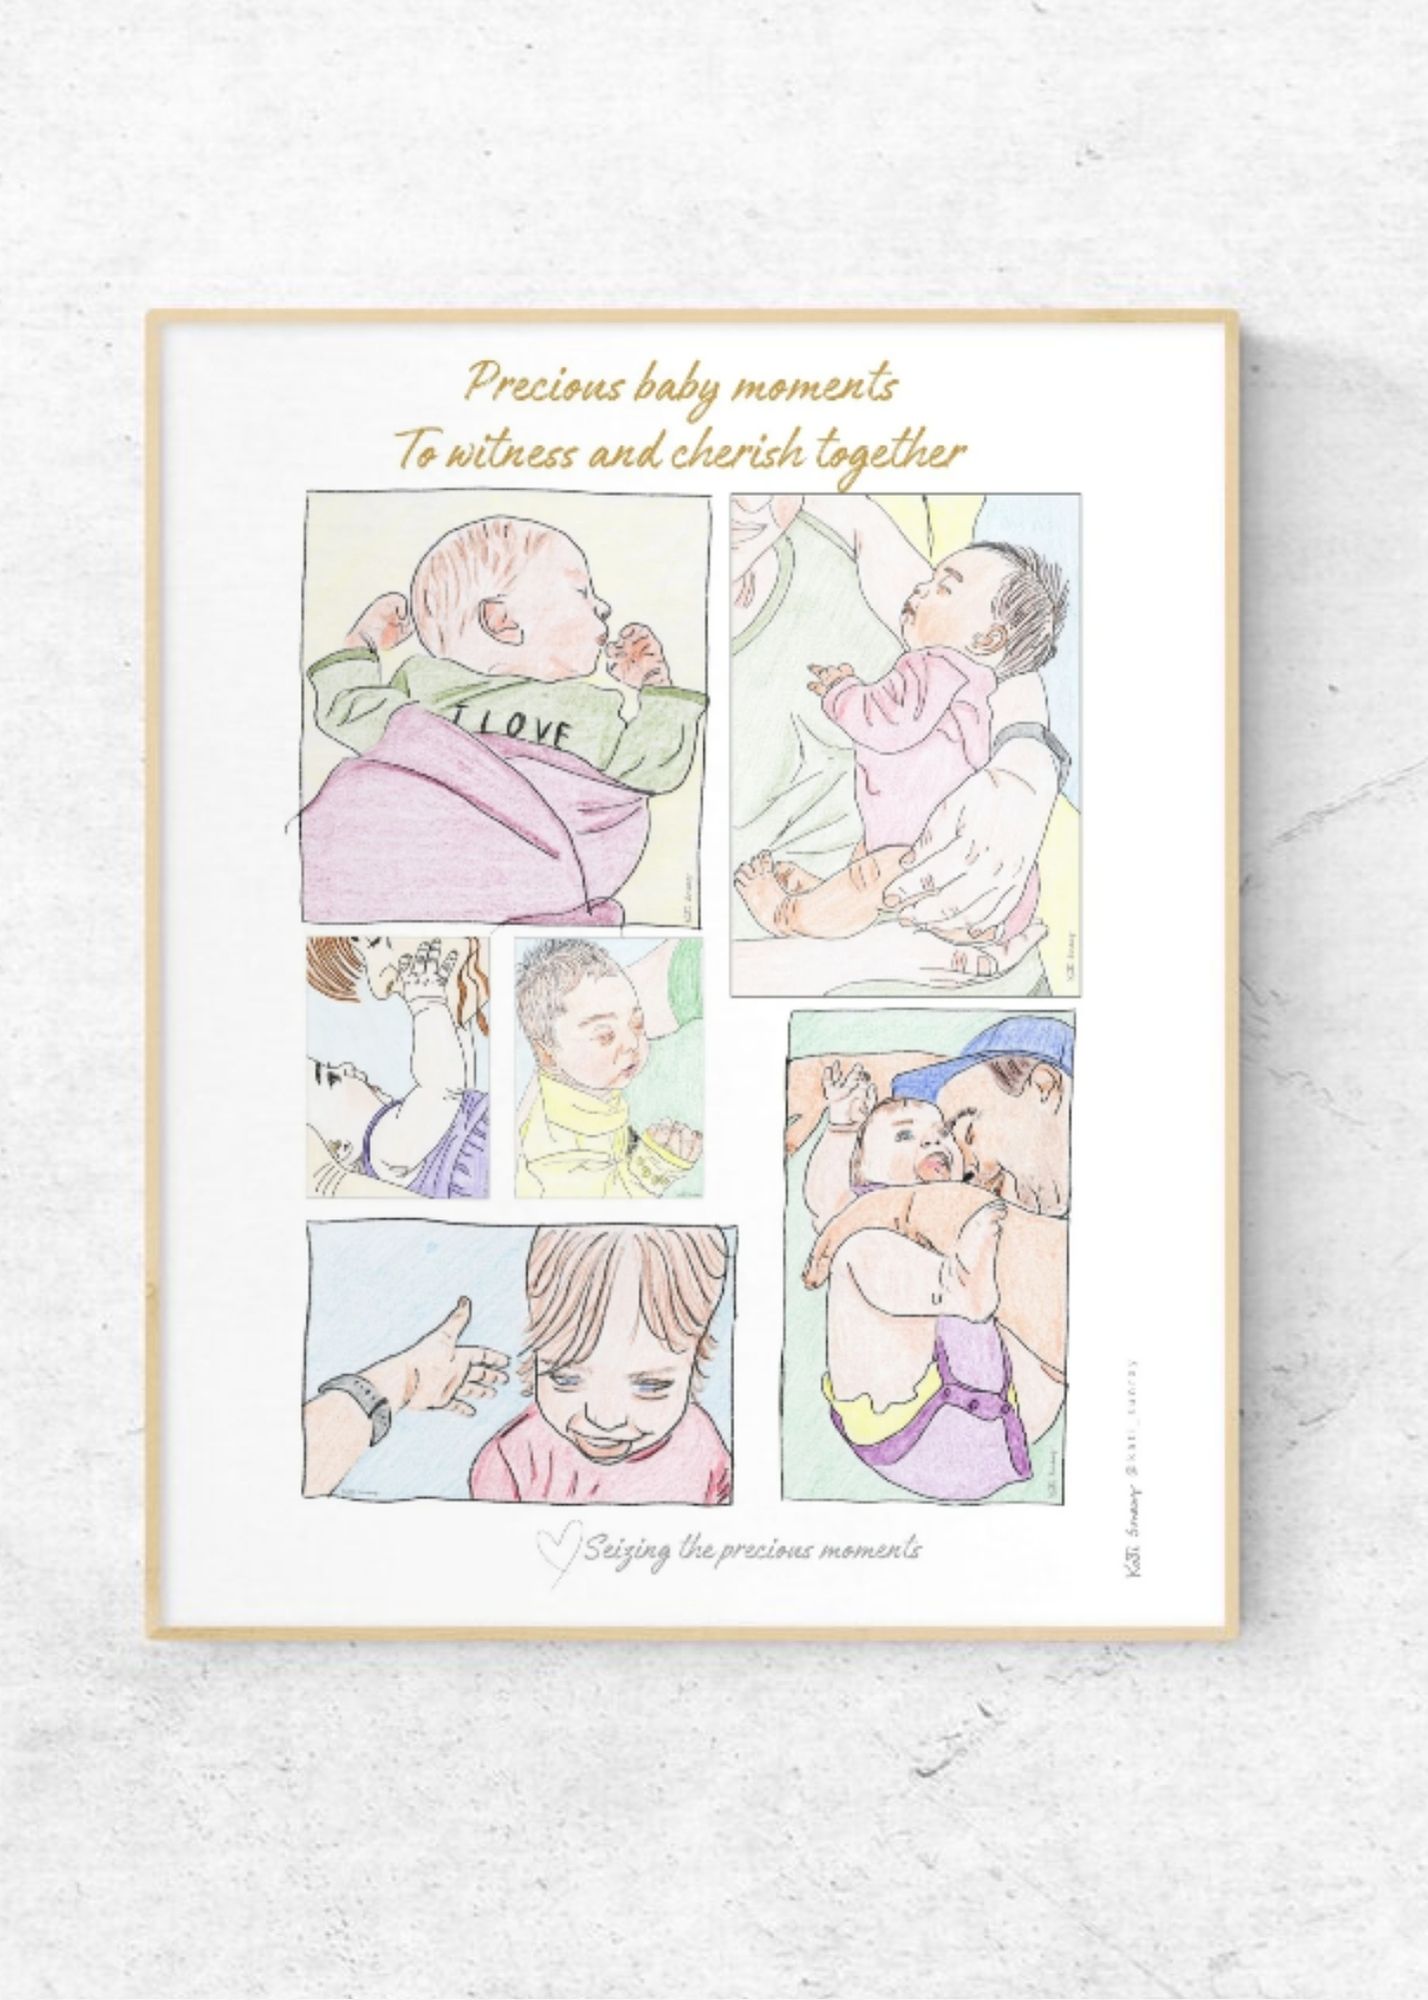 Precious baby moments
To witness and cherish together
I LOVE
Seizing the precious moments